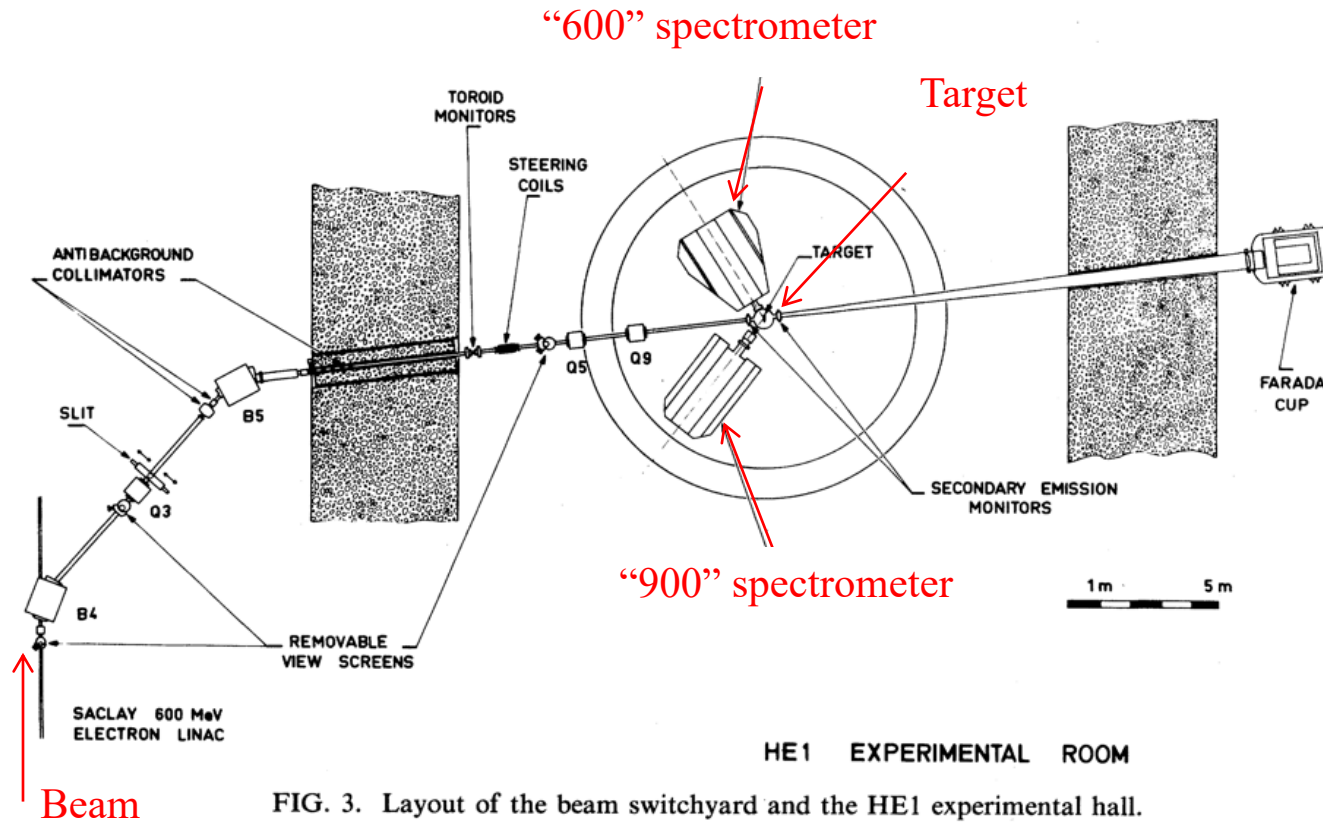 “600” spectrometer
Target
TOROID
MONITORS
STEERING
COILS
ANTIBACKGROUND
COLLIMATORS
TARGET
Q5
Q9
B5
SLIT
FARADA
CUP
Q3
SECONDARY EMISSION
MONITORS
“900” spectrometer
1m 5m
B4
REMOVABLE
VIEW SCREENS
SACLAY 600 MeV
ELECTRON LINAC
HE1 EXPERIMENTAL ROOM
Beam
FIG. 3. Layout of the beam switchyard and the HE1 experimental hall.